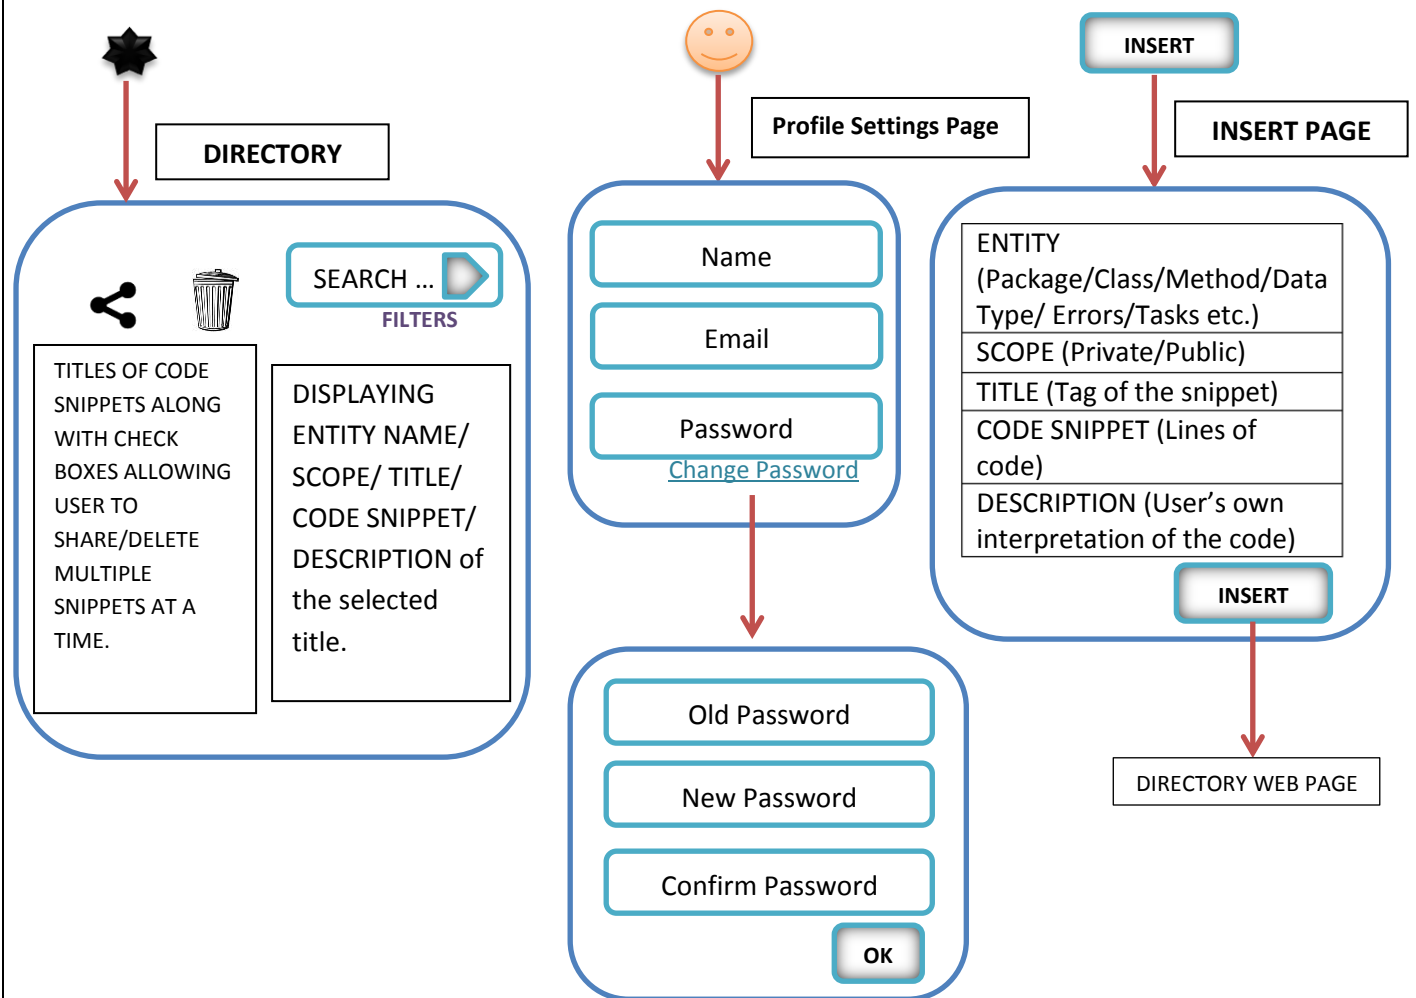 DIRECTORY
SEARCH ...
FILTERS
TITLES OF CODE
SNIPPETS ALONG
WITH CHECK
BOXES ALLOWING
USER TO
SHARE/DELETE
MULTIPLE
SNIPPETS AT A
TIME.
DISPLAYING
ENTITY NAME/
SCOPE/ TITLE/
CODE SNIPPET/
DESCRIPTION of
the selected
title.
Profile Settings Page
Name
Email
Password
Change Password
Old Password
New Password
Confirm Password
OK
INSERT
INSERT PAGE
ENTITY
(Package/Class/Method/Data
Type/ Errors/Tasks etc.)
SCOPE (Private/Public)
TITLE (Tag of the snippet)
CODE SNIPPET (Lines of
code)
DESCRIPTION (User’s own
interpretation of the code)
INSERT
DIRECTORY WEB PAGE